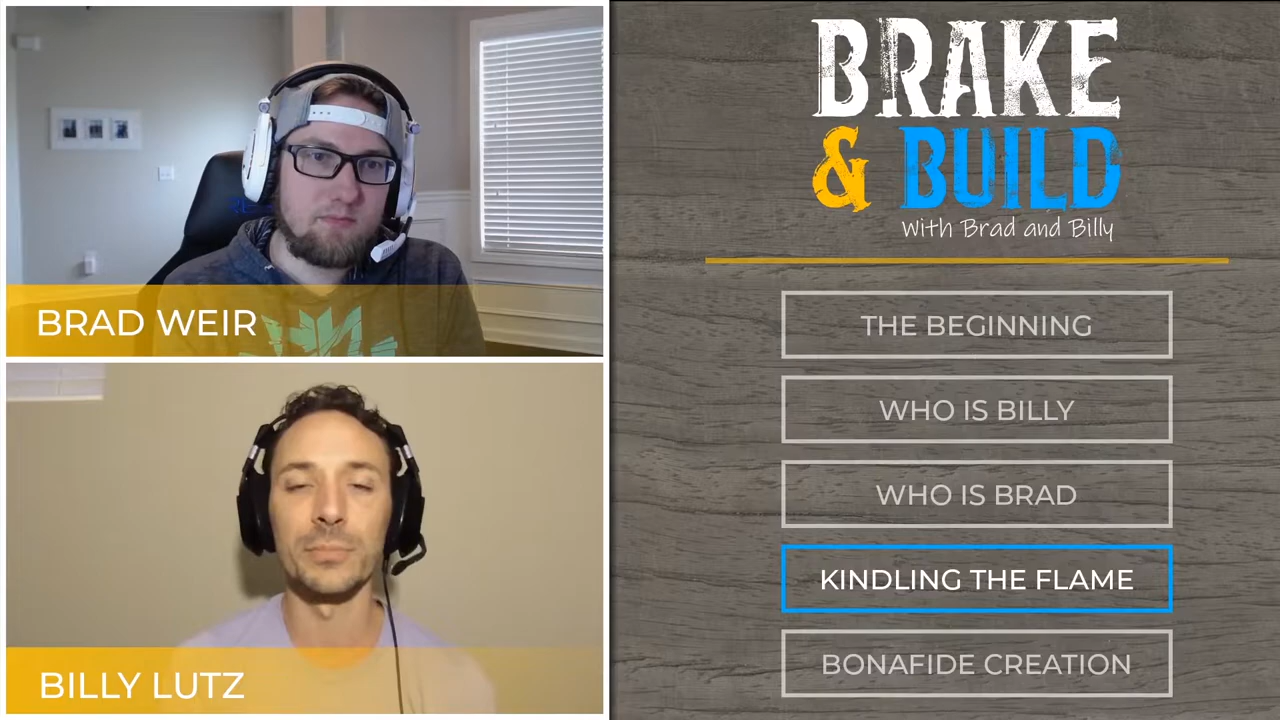 BRAD WEIR
BILLY LUTZ
BRAKE
& BUILD
with Brad and Billy
THE BEGINNING
WHO IS BILLY
WHO IS BRAD
KINDLING THE FLAME
BONAFIDE CREATION